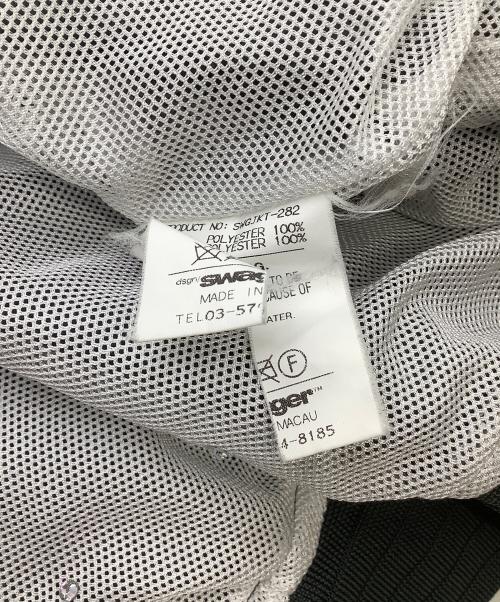 PRODUCT NO: SWGJKT-282
POLYESTER 100%
POLYESTER 100%
dsgn/swag
MADE IN
TEL03-57
TO BE
CAUSE OF
ATER.
F
ger™
MACAU
4-8185